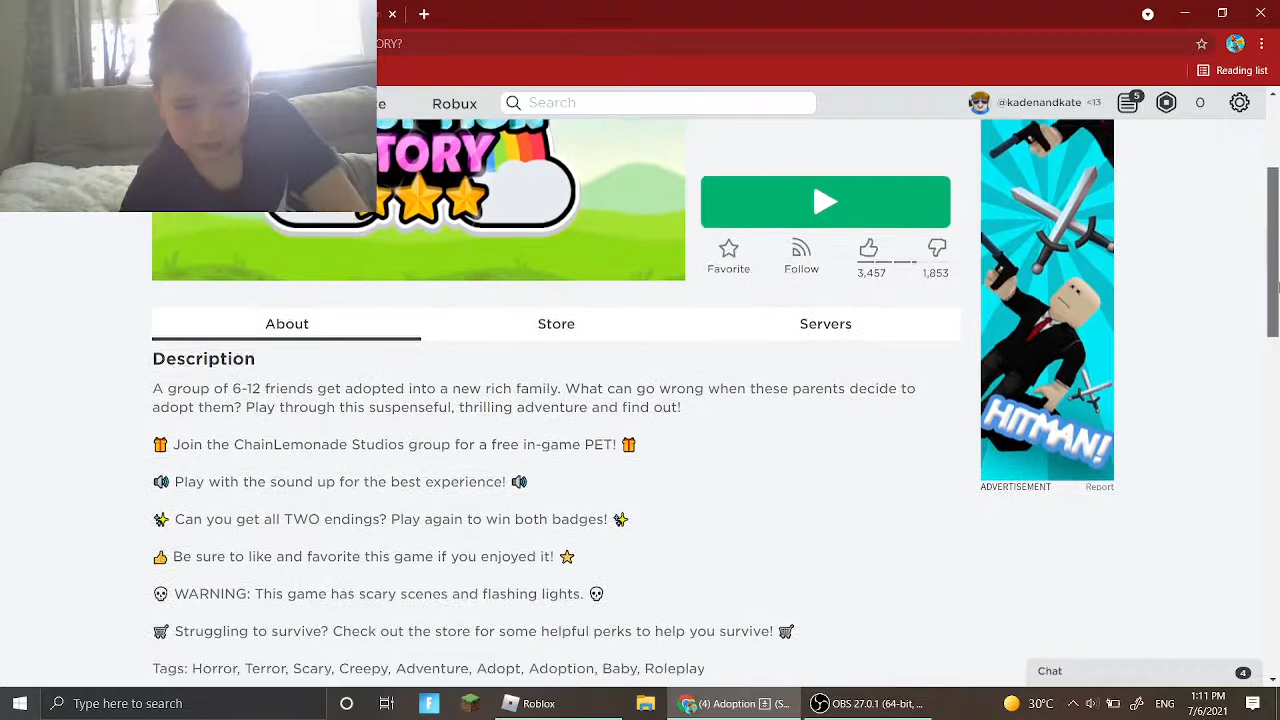 ORY?
Reading list
e
Robux
Search
@kadenandkate <13
5
0
TORY
3,457
1,853
Favorite
Follow
HITMAN!
ADVERTISEMENT
Report
About
Store
Servers
Description
A group of 6-12 friends get adopted into a new rich family. What can go wrong when these parents decide to
adopt them? Play through this suspenseful, thrilling adventure and find out!
🎁 Join the ChainLemonade Studios group for a free in-game PET! 🎁
🔊 Play with the sound up for the best experience! 🔊
✨ Can you get all TWO endings? Play again to win both badges! ✨
👍 Be sure to like and favorite this game if you enjoyed it! ⭐
💀 WARNING: This game has scary scenes and flashing lights. 💀
🛒 Struggling to survive? Check out the store for some helpful perks to help you survive! 🛒
Tags: Horror, Terror, Scary, Creepy, Adventure, Adopt, Adoption, Baby, Roleplay
Chat
4
Type here to search
Roblox
(4) Adoption [↓] (S...
OBS 27.0.1 (64-bit,...
30°C
1:11 PM
7/6/2021